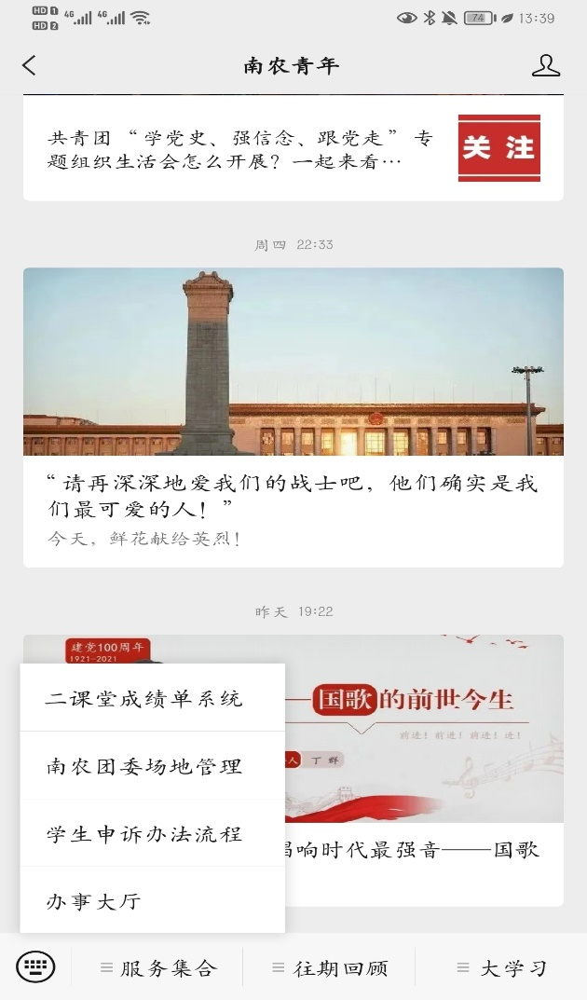 HD 1 4G 4G 74 13:39
HD 2
南农青年
共青团“学党史、强信念、跟党走”专
题组织生活会怎么开展？一起来看…
关 注
周四 22:33
“请再深深地爱我们的战士吧，他们确实是我
们最可爱的人！”
今天，鲜花献给英烈！
昨天 19:22
建党100周年
1921-2021
国歌的前世今生
前进！前进！前进！进！
人 丁 群
唱响时代最强音——国歌
二课堂成绩单系统
南农团委场地管理
学生申诉办法流程
办事大厅
服务集合 往期回顾 大学习